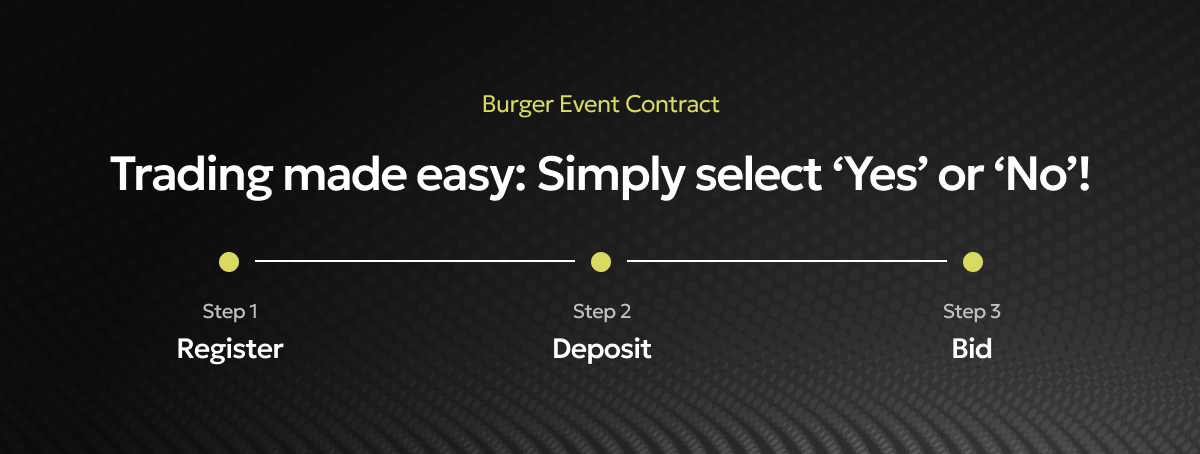 Burger Event Contract
Trading made easy: Simply select ‘Yes’ or ‘No’!
Step 1
Register
Step 2
Deposit
Step 3
Bid